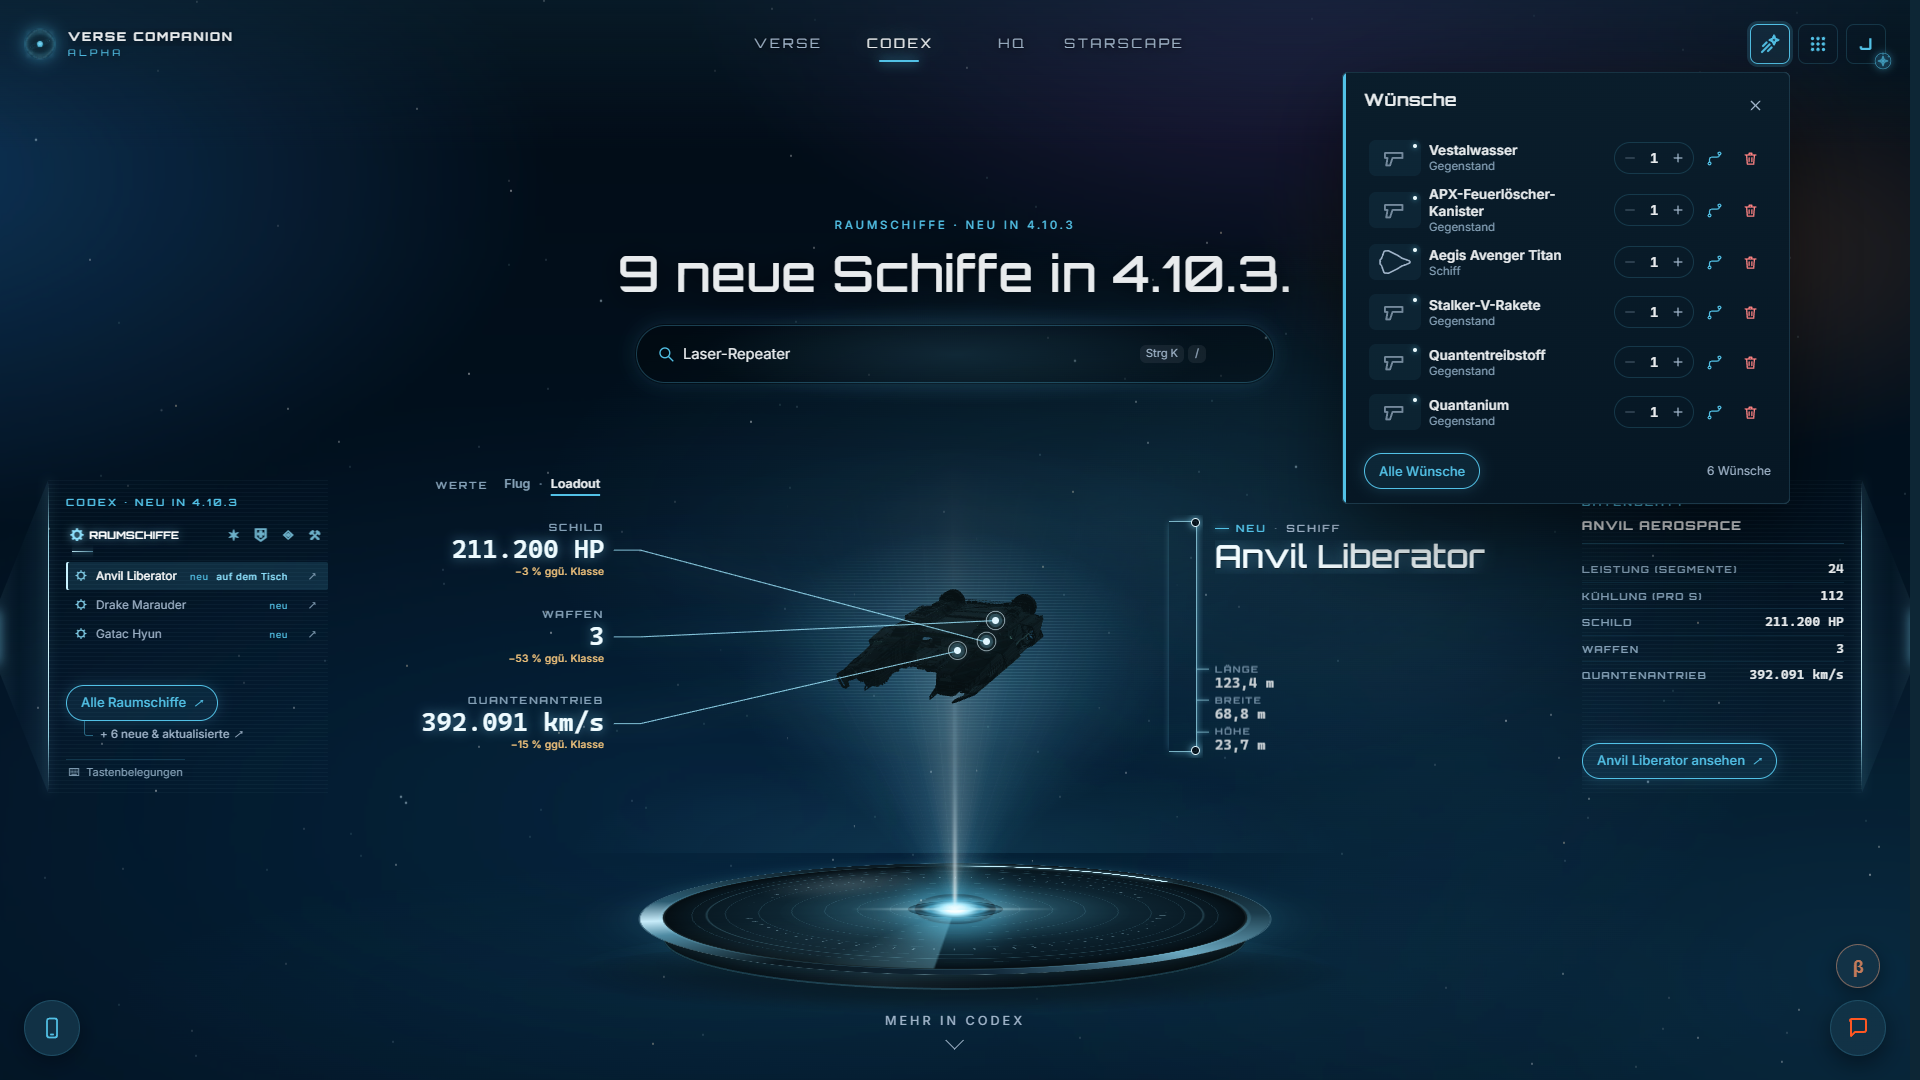 VERSE COMPANION
ALPHA
VERSE
CODEX
HQ
STARSCAPE
Wünsche
Vestalwasser
Gegenstand
1
APX-Feuerlöscher-
Kanister
Gegenstand
1
Aegis Avenger Titan
Schiff
1
Stalker-V-Rakete
Gegenstand
1
Quantentreibstoff
Gegenstand
1
Quantanium
Gegenstand
1
Alle Wünsche
6 Wünsche
RAUMSCHIFFE · NEU IN 4.10.3
9 neue Schiffe in 4.10.3.
Laser-Repeater
Strg K /
CODEX · NEU IN 4.10.3
RAUMSCHIFFE
Anvil Liberator neu auf dem Tisch
Drake Marauder neu
Gatac Hyun neu
Alle Raumschiffe
+ 6 neue & aktualisierte
Tastenbelegungen
WERTE Flug · Loadout
SCHILD
211.200 HP
−3 % ggü. Klasse
WAFFEN
3
−53 % ggü. Klasse
QUANTENANTRIEB
392.091 km/s
−15 % ggü. Klasse
NEU · SCHIFF
Anvil Liberator
LÄNGE
123,4 m
BREITE
68,8 m
HÖHE
23,7 m
ANVIL AEROSPACE
LEISTUNG (SEGMENTE) 24
KÜHLUNG (PRO S) 112
SCHILD 211.200 HP
WAFFEN 3
QUANTENANTRIEB 392.091 km/s
Anvil Liberator ansehen
MEHR IN CODEX
β